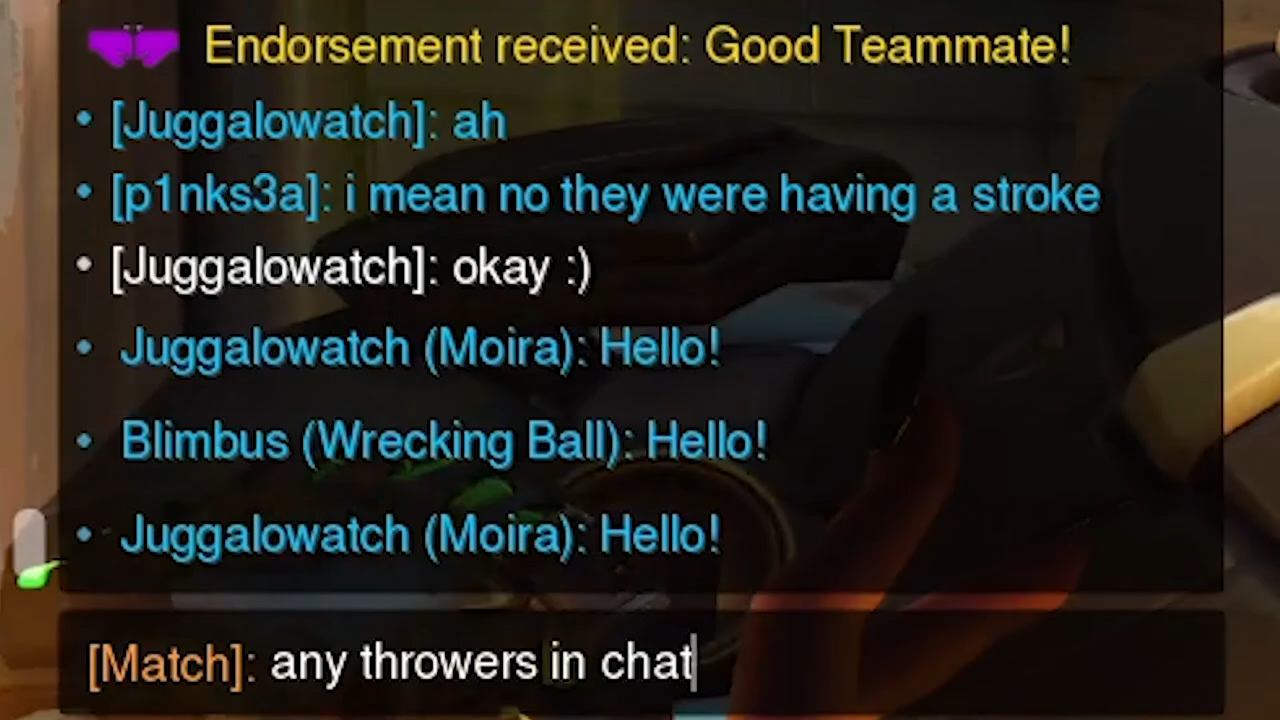 Endorsement received: Good Teammate!
• [Juggalowatch]: ah
• [p1nks3a]: i mean no they were having a stroke
• [Juggalowatch]: okay :)
• Juggalowatch (Moira): Hello!
• Blimbus (Wrecking Ball): Hello!
• Juggalowatch (Moira): Hello!
[Match]: any throwers in chat